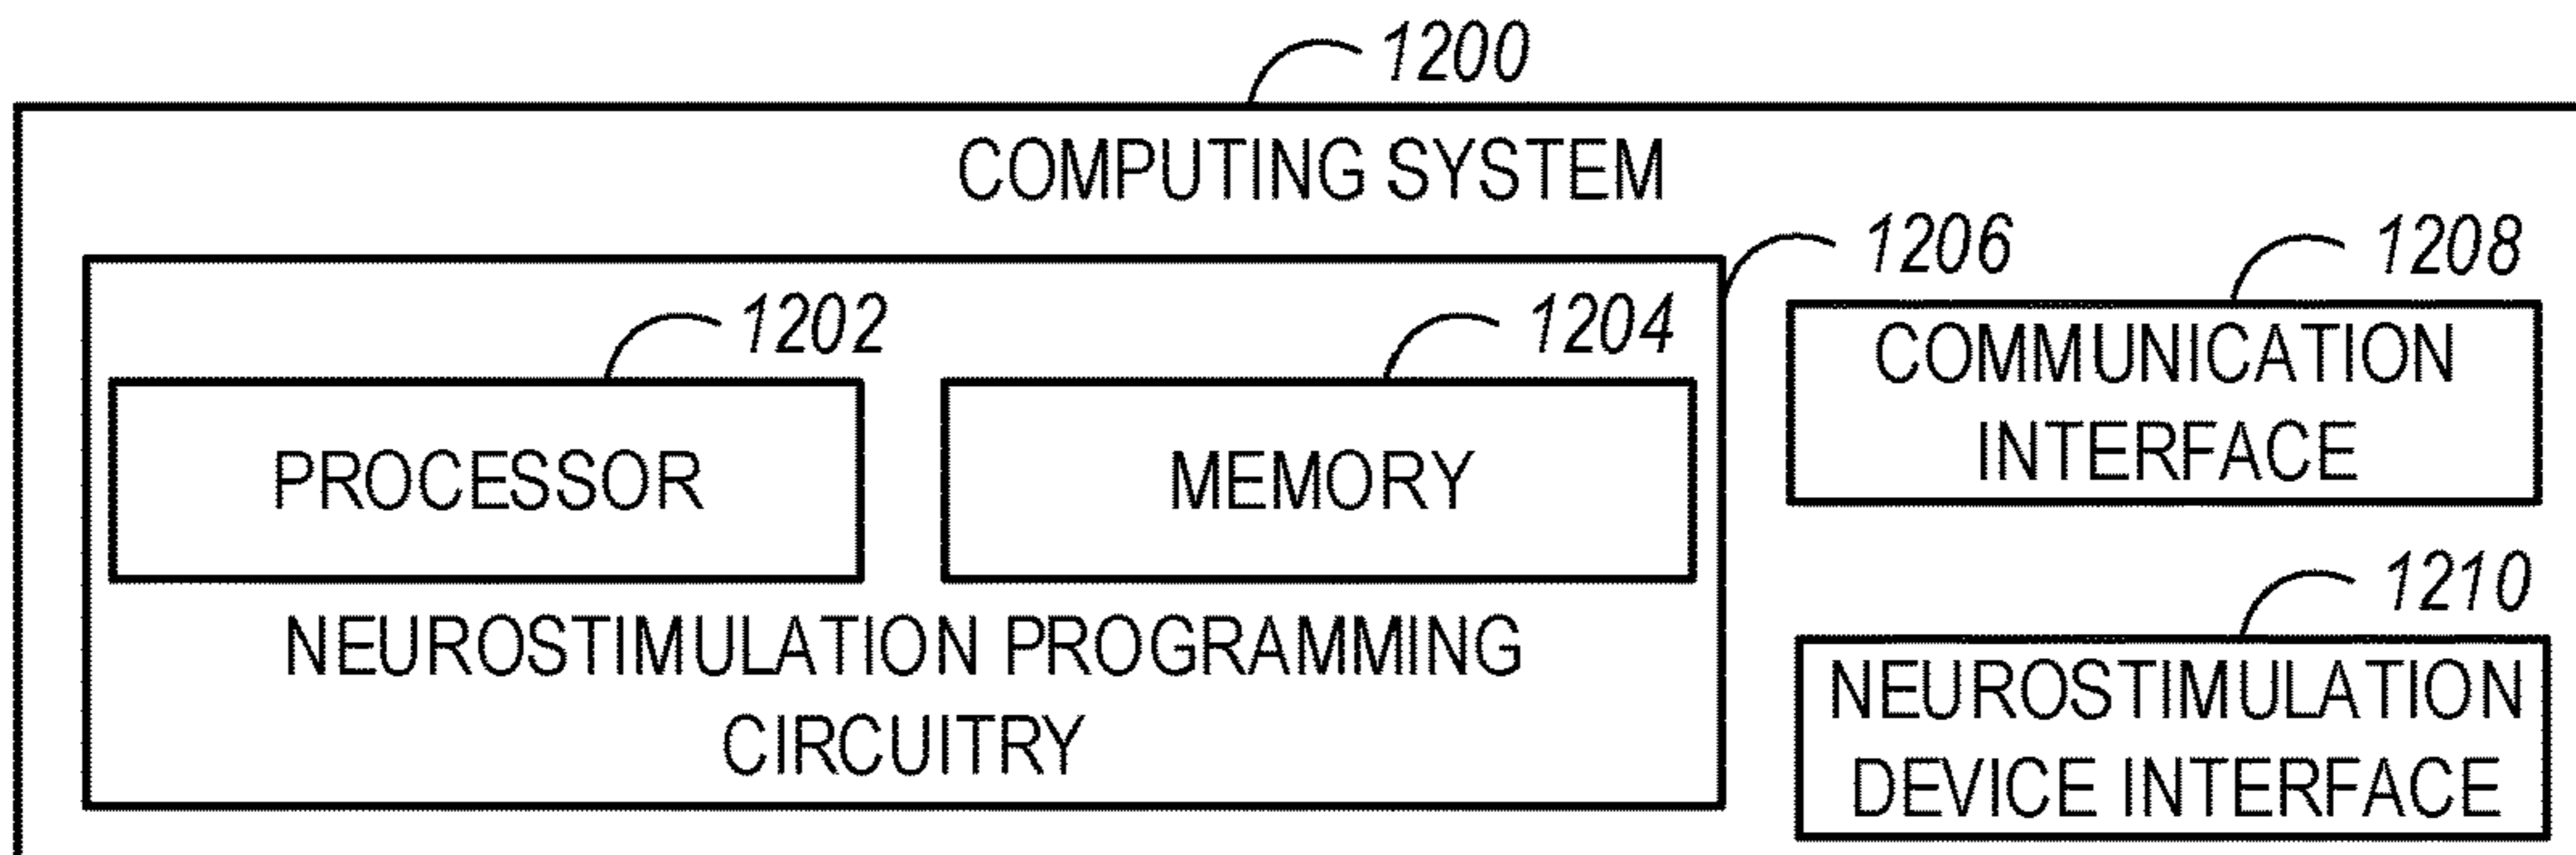 1200
COMPUTING SYSTEM
1206
1208
1202
1204
COMMUNICATION
INTERFACE
PROCESSOR
MEMORY
1210
NEUROSTIMULATION PROGRAMMING
CIRCUITRY
NEUROSTIMULATION
DEVICE INTERFACE